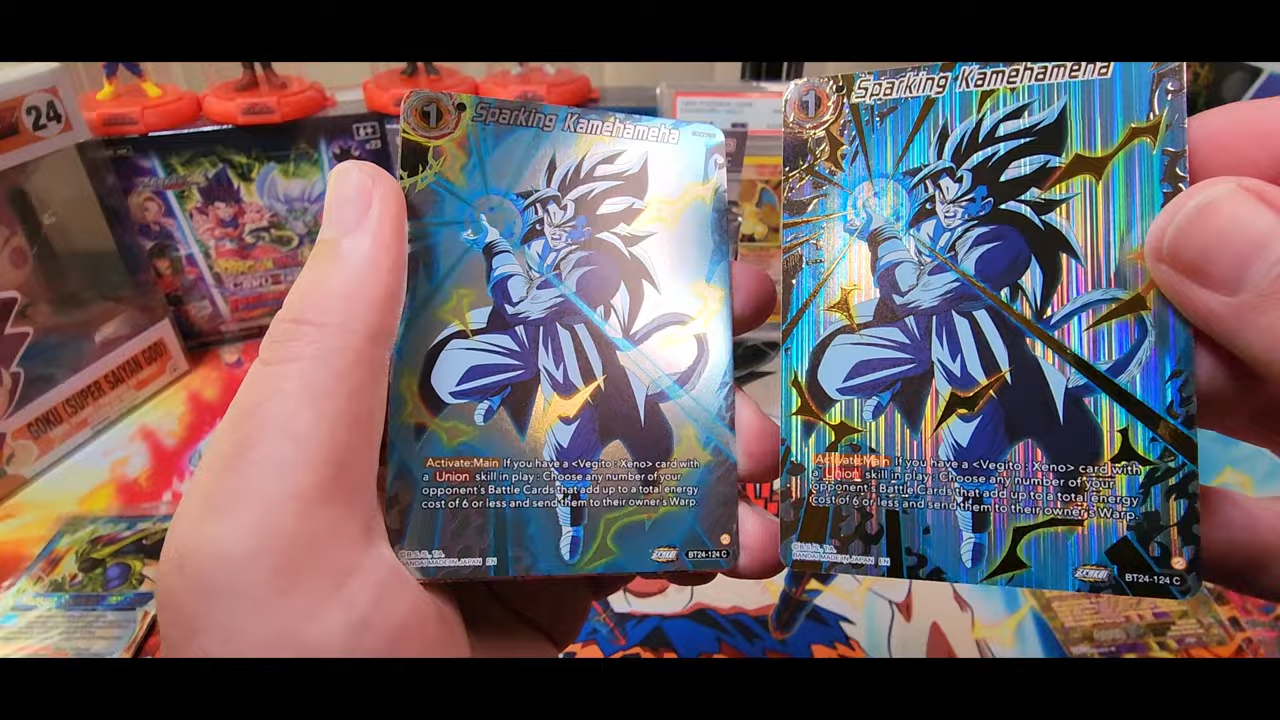 24
GOKU (SUPER SAIYAN GOD)
1
Sparking Kamehameha
Activate:Main If you have a <Vegito : Xeno> card with
a Union skill in play : Choose any number of your
opponent's Battle Cards that add up to a total energy
cost of 6 or less and send them to their owner's Warp.
©B.S./S., T.A.
BANDAI MADE IN JAPAN EN
ZENKAI
BT24-124 C
1
Sparking Kamehameha
Activate:Main If you have a <Vegito : Xeno> card with
a Union skill in play : Choose any number of your
opponent's Battle Cards that add up to a total energy
cost of 6 or less and send them to their owner's Warp.
©B.S./S., T.A.
BANDAI MADE IN JAPAN EN
ZENKAI
BT24-124 C